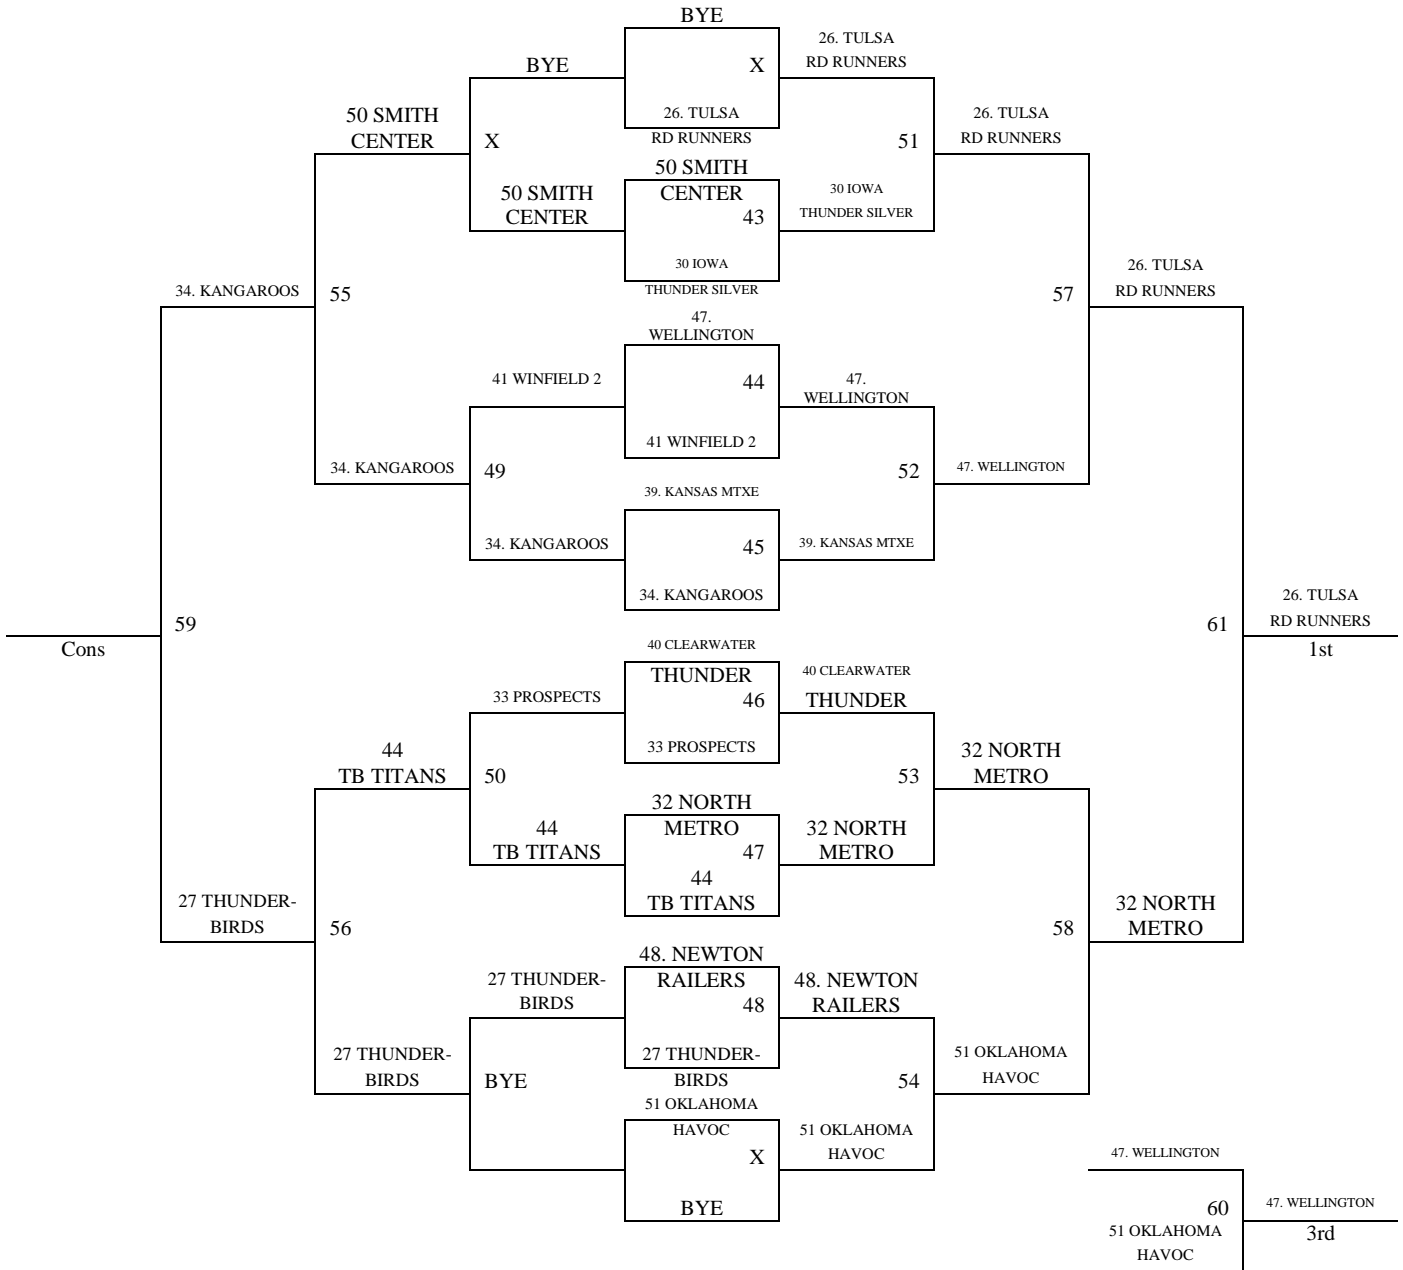 BYE
26. TULSA
RD RUNNERS
BYE
X
50 SMITH
CENTER
26. TULSA
RD RUNNERS
26. TULSA
RD RUNNERS
X
51
50 SMITH
CENTER
50 SMITH
CENTER
43
30 IOWA
THUNDER SILVER
30 IOWA
THUNDER SILVER
34. KANGAROOS
55
57
26. TULSA
RD RUNNERS
47.
WELLINGTON
41 WINFIELD 2
44
47.
WELLINGTON
41 WINFIELD 2
34. KANGAROOS
49
52
47. WELLINGTON
39. KANSAS MTXE
34. KANGAROOS
45
39. KANSAS MTXE
34. KANGAROOS
59
61
26. TULSA
RD RUNNERS
Cons
1st
40 CLEARWATER
THUNDER
33 PROSPECTS
46
40 CLEARWATER
THUNDER
33 PROSPECTS
44
TB TITANS
50
53
32 NORTH
METRO
32 NORTH
METRO
44
TB TITANS
47
32 NORTH
METRO
44
TB TITANS
27 THUNDER-
BIRDS
56
58
32 NORTH
METRO
48. NEWTON
RAILERS
27 THUNDER-
BIRDS
48
48. NEWTON
RAILERS
27 THUNDER-
BIRDS
27 THUNDER-
BIRDS
BYE
54
51 OKLAHOMA
HAVOC
51 OKLAHOMA
HAVOC
X
51 OKLAHOMA
HAVOC
BYE
47. WELLINGTON
60
47. WELLINGTON
3rd
51 OKLAHOMA
HAVOC